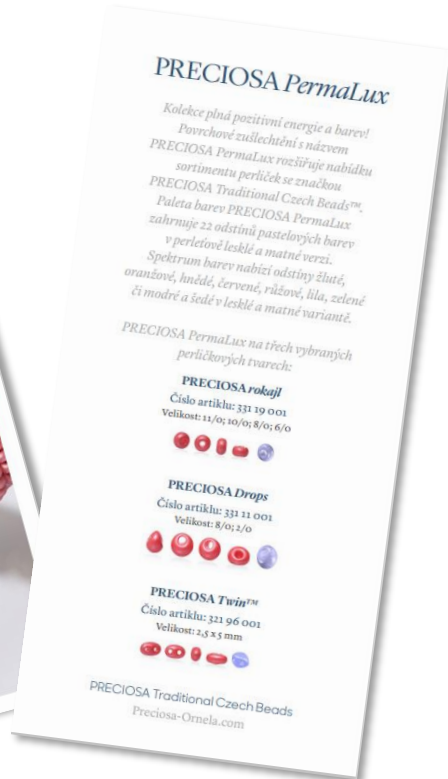 PRECIOSA PermaLux
Kolekce plná pozitivní energie a barev!
Povrchové zušlechtění s názvem
PRECIOSA PermaLux rozšiřuje nabídku
sortimentu perliček se značkou
PRECIOSA Traditional Czech Beads™.
Paleta barev PRECIOSA PermaLux
zahrnuje 22 odstínů pastelových barev
v perleťově lesklé a matné verzi.
Spektrum barev nabízí odstíny žluté,
oranžové, hnědé, červené, růžové, lila, zelené
či modré a šedé v lesklé a matné variantě.
PRECIOSA PermaLux na třech vybraných
perličkových tvarech:
PRECIOSA rokajl
Číslo artiklu: 331 19 001
Velikost: 11/0; 10/0; 8/0; 6/0
PRECIOSA Drops
Číslo artiklu: 331 11 001
Velikost: 8/0; 2/0
PRECIOSA Twin™
Číslo artiklu: 321 96 001
Velikost: 2,5 x 5 mm
PRECIOSA Traditional Czech Beads
Preciosa-Ornela.com